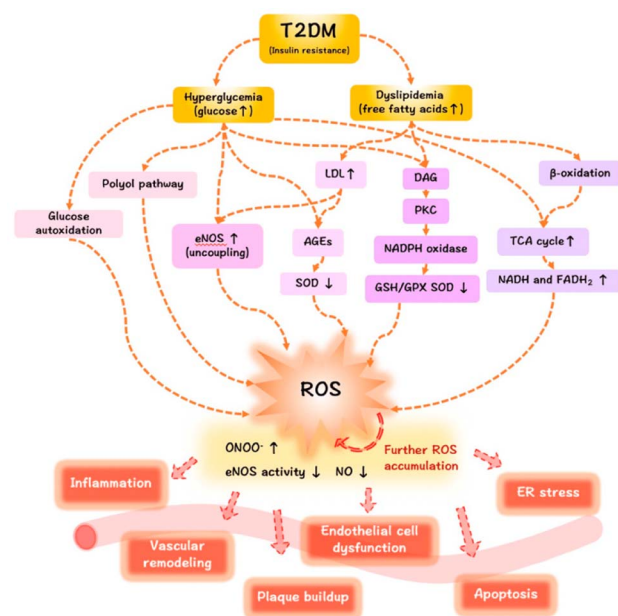 T2DM
(Insulin resistance)
Hyperglycemia
(glucose↑)
Dyslipidemia
(free fatty acids↑)
Polyol pathway
LDL↑
DAG
β-oxidation
Glucose
autoxidation
PKC
eNOS ↑
(uncoupling)
AGEs
NADPH oxidase
TCA cycle↑
SOD ↓
GSH/GPX SOD ↓
NADH and FADH₂ ↑
ROS
ONOO⁻ ↑
eNOS activity ↓ NO ↓
Further ROS
accumulation
Inflammation
ER stress
Vascular
remodeling
Endothelial cell
dysfunction
Plaque buildup
Apoptosis